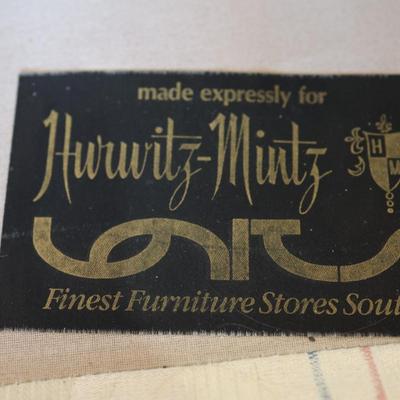 made expressly for
Hurwitz-Mintz
H
M
Finest Furniture Stores Sout